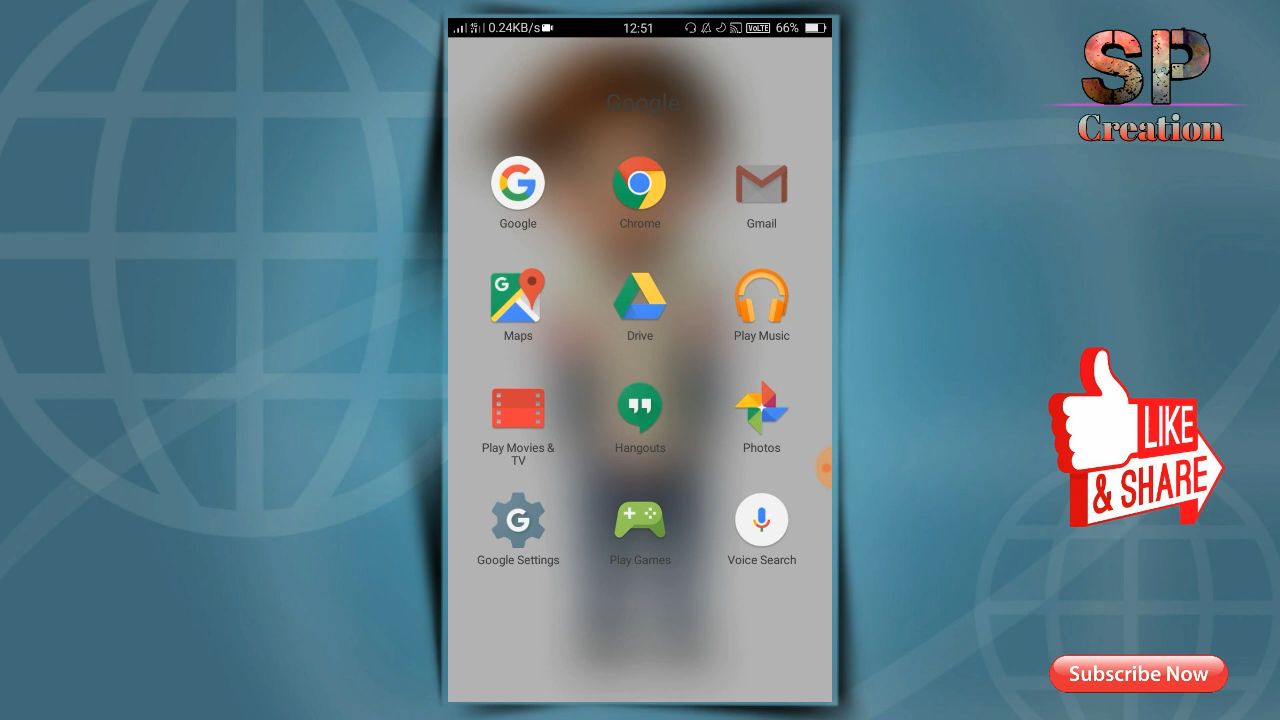 0.24KB/s 12:51 VoLTE 66%
SP
Creation
Google
Google Chrome Gmail
Maps Drive Play Music
Play Movies & TV
Hangouts Photos
Google Settings Play Games Voice Search
LIKE
& SHARE
Subscribe Now